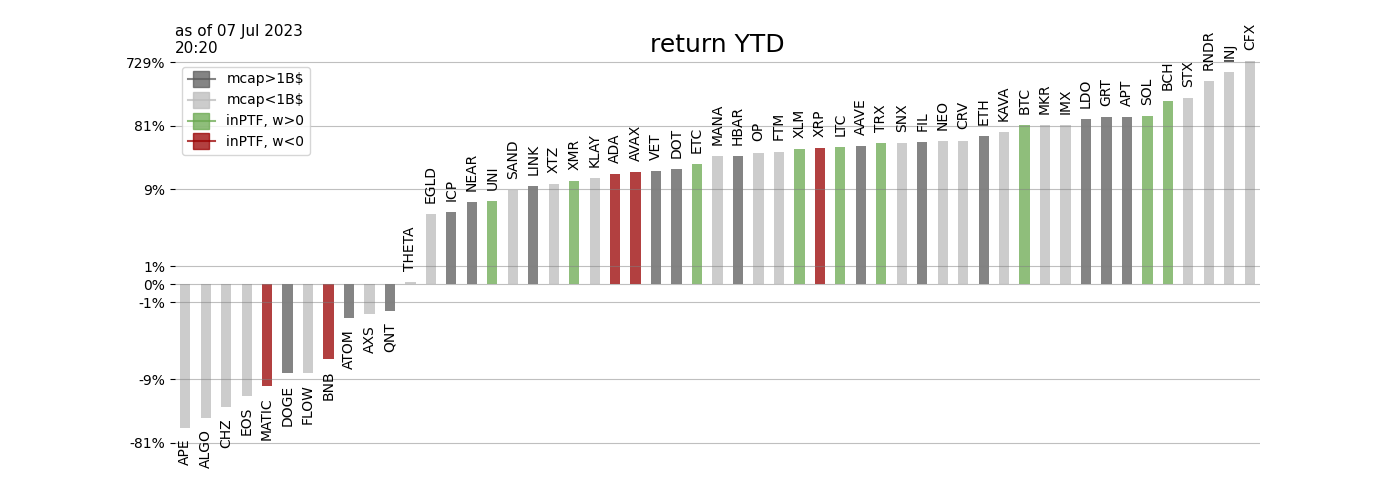 as of 07 Jul 2023
20:20
return YTD
mcap>1B$
mcap<1B$
inPTF, w>0
inPTF, w<0
729%
81%
9%
1%
0%
-1%
-9%
-81%
APE
ALGO
CHZ
EOS
MATIC
DOGE
FLOW
BNB
ATOM
AXS
QNT
THETA
EGLD
ICP
NEAR
UNI
SAND
LINK
XTZ
XMR
KLAY
ADA
AVAX
VET
DOT
ETC
MANA
HBAR
OP
FTM
XLM
XRP
LTC
AAVE
TRX
SNX
FIL
NEO
CRV
ETH
KAVA
BTC
MKR
IMX
LDO
GRT
APT
SOL
BCH
STX
RNDR
INJ
CFX